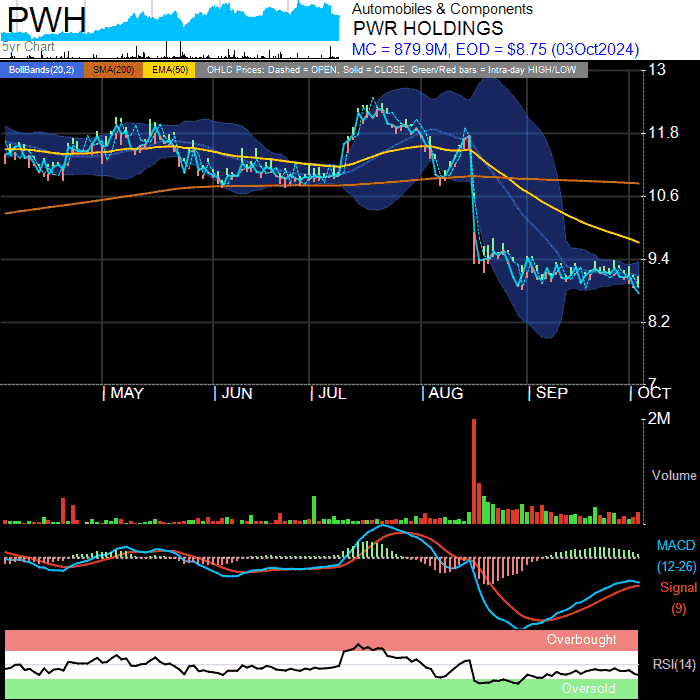 PWH
5yr Chart
Automobiles & Components
PWR HOLDINGS
MC = 879.9M, EOD = $8.75 (03Oct2024)
BollBands(20,2) SMA(200) EMA(50) OHLC Prices: Dashed = OPEN, Solid = CLOSE, Green/Red bars = Intra-day HIGH/LOW
13
11.8
10.6
9.4
8.2
7
| MAY | JUN | JUL | AUG | SEP | OCT
2M
Volume
MACD
(12-26)
Signal
(9)
Overbought
RSI(14)
Oversold